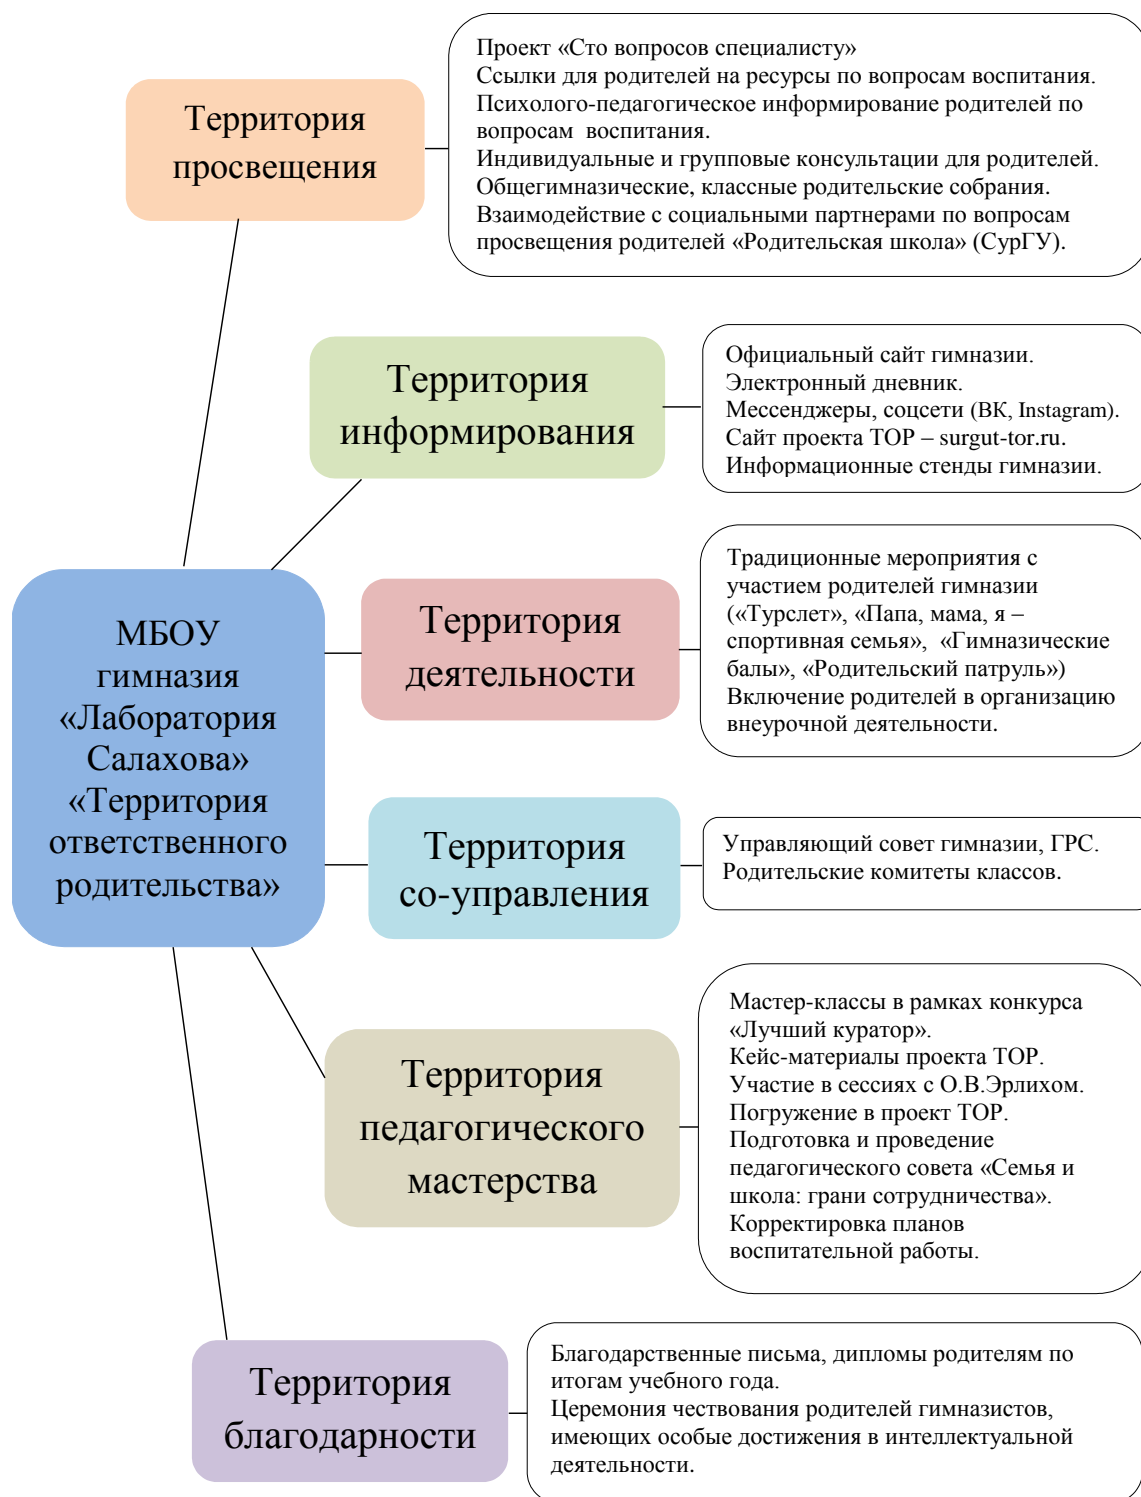 Территория
просвещения
Проект «Сто вопросов специалисту»
Ссылки для родителей на ресурсы по вопросам воспитания.
Психолого-педагогическое информирование родителей по
вопросам воспитания.
Индивидуальные и групповые консультации для родителей.
Общегимназические, классные родительские собрания.
Взаимодействие с социальными партнерами по вопросам
просвещения родителей «Родительская школа» (СурГУ).
Территория
информирования
Официальный сайт гимназии.
Электронный дневник.
Мессенджеры, соцсети (ВК, Instagram).
Сайт проекта ТОР – surgut-tor.ru.
Информационные стенды гимназии.
МБОУ
гимназия
«Лаборатория
Салахова»
«Территория
ответственного
родительства»
Территория
деятельности
Традиционные мероприятия с
участием родителей гимназии
(«Турслет», «Папа, мама, я –
спортивная семья», «Гимназические
балы», «Родительский патруль»)
Включение родителей в организацию
внеурочной деятельности.
Территория
со-управления
Управляющий совет гимназии, ГРС.
Родительские комитеты классов.
Территория
педагогического
мастерства
Мастер-классы в рамках конкурса
«Лучший куратор».
Кейс-материалы проекта ТОР.
Участие в сессиях с О.В.Эрлихом.
Погружение в проект ТОР.
Подготовка и проведение
педагогического совета «Семья и
школа: грани сотрудничества».
Корректировка планов
воспитательной работы.
Территория
благодарности
Благодарственные письма, дипломы родителям по
итогам учебного года.
Церемония чествования родителей гимназистов,
имеющих особые достижения в интеллектуальной
деятельности.